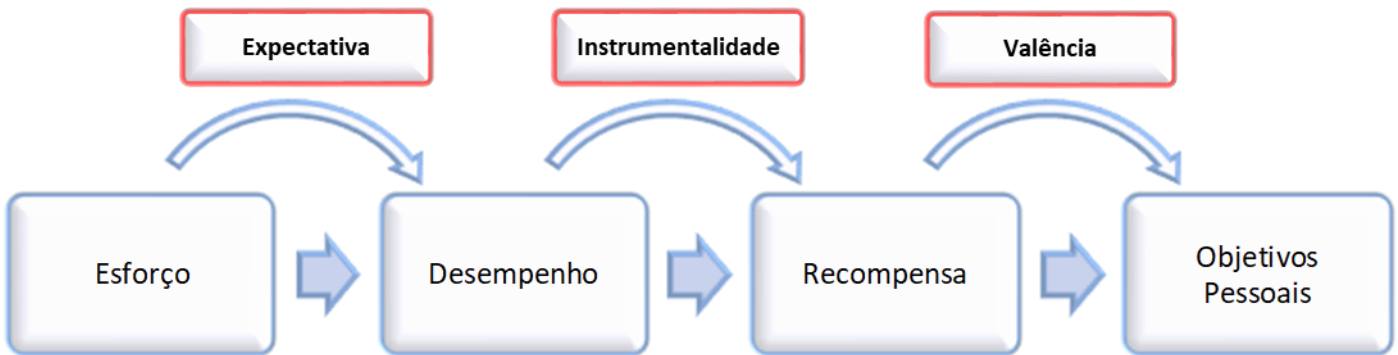 Expectativa
Instrumentalidade
Valência
Esforço
Desempenho
Recompensa
Objetivos
Pessoais